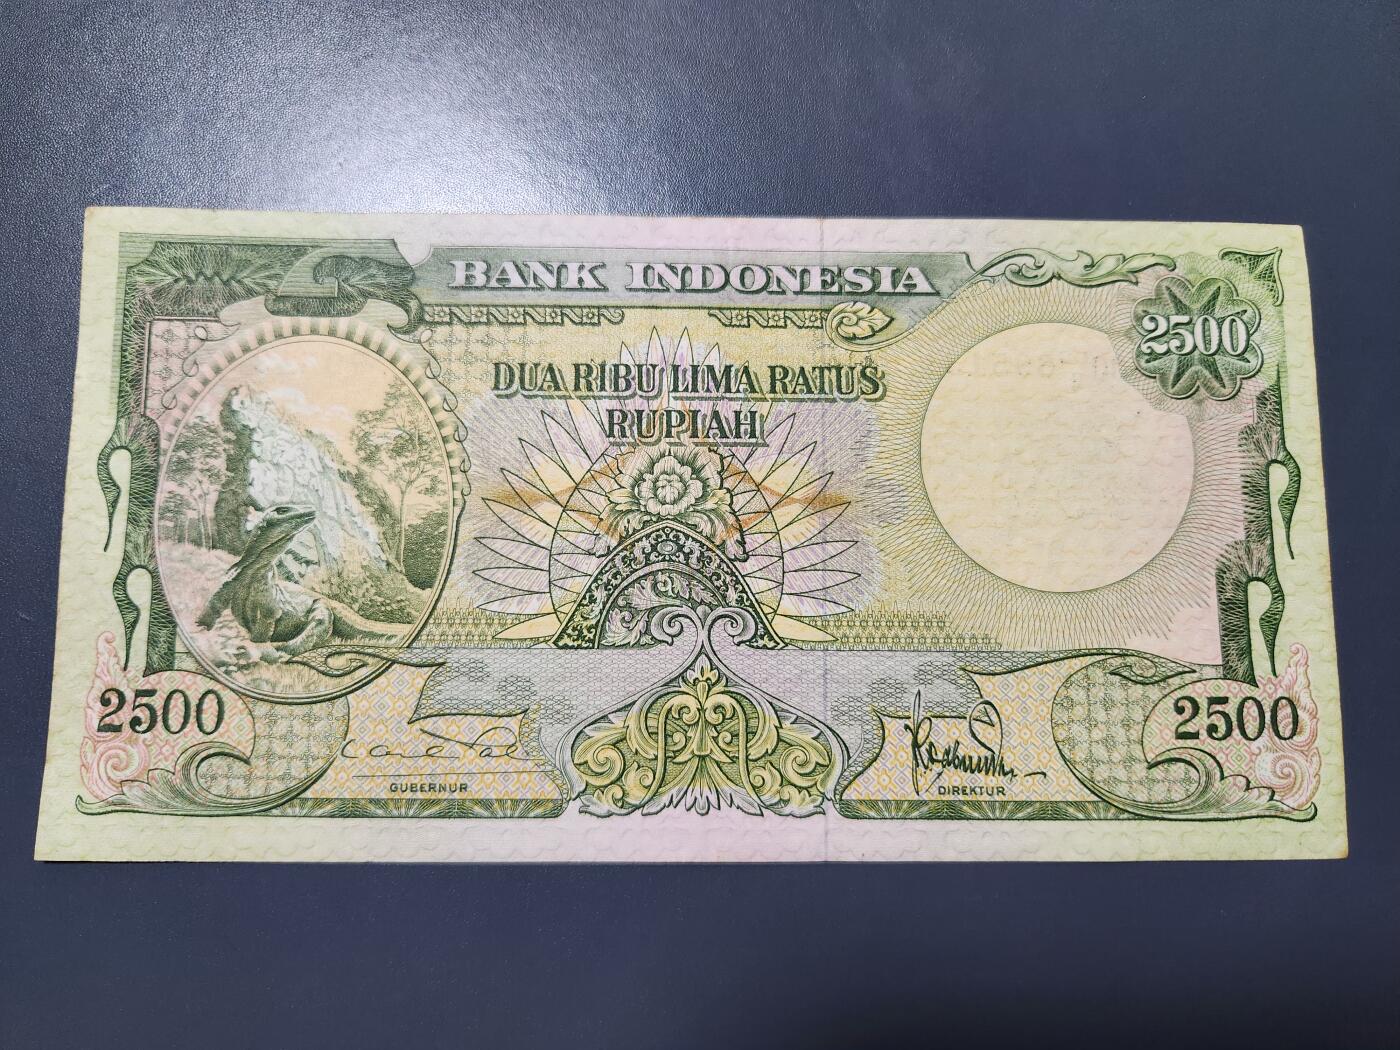 BANK INDONESIA
2500
DUA RIBU LIMA RATUS
RUPIAH
2500
2500
GUBERNUR
DIREKTUR